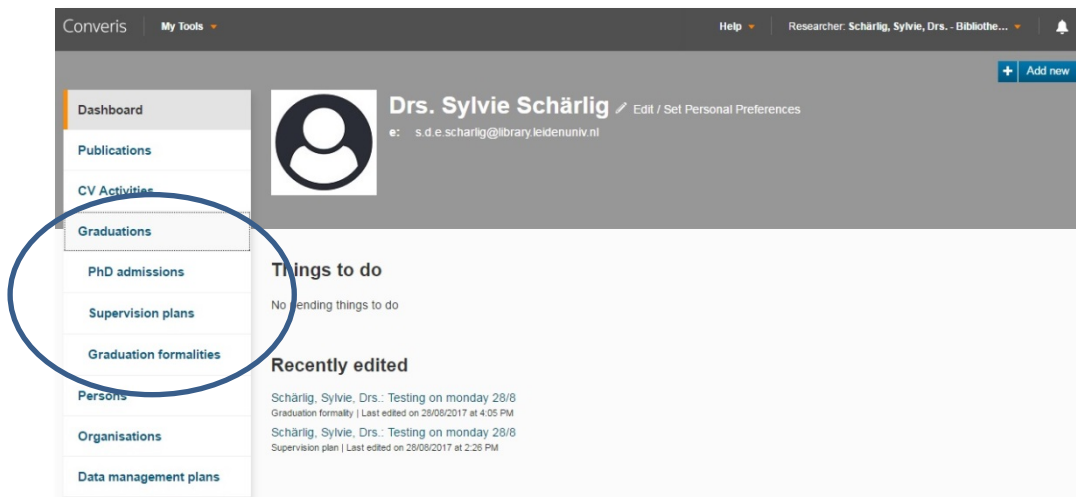 Converis My Tools Help Researcher: Schärlig, Sylvie, Drs. - Bibliothe...
+ Add new
Dashboard
Publications
CV Activities
Graduations
PhD admissions
Supervision plans
Graduation formalities
Persons
Organisations
Data management plans
Drs. Sylvie Schärlig Edit / Set Personal Preferences
e: s.d.e.scharlig@library.leidenuniv.nl
Things to do
No pending things to do
Recently edited
Schärlig, Sylvie, Drs.: Testing on monday 28/8
Graduation formality | Last edited on 28/08/2017 at 4:05 PM
Schärlig, Sylvie, Drs.: Testing on monday 28/8
Supervision plan | Last edited on 28/08/2017 at 2:26 PM